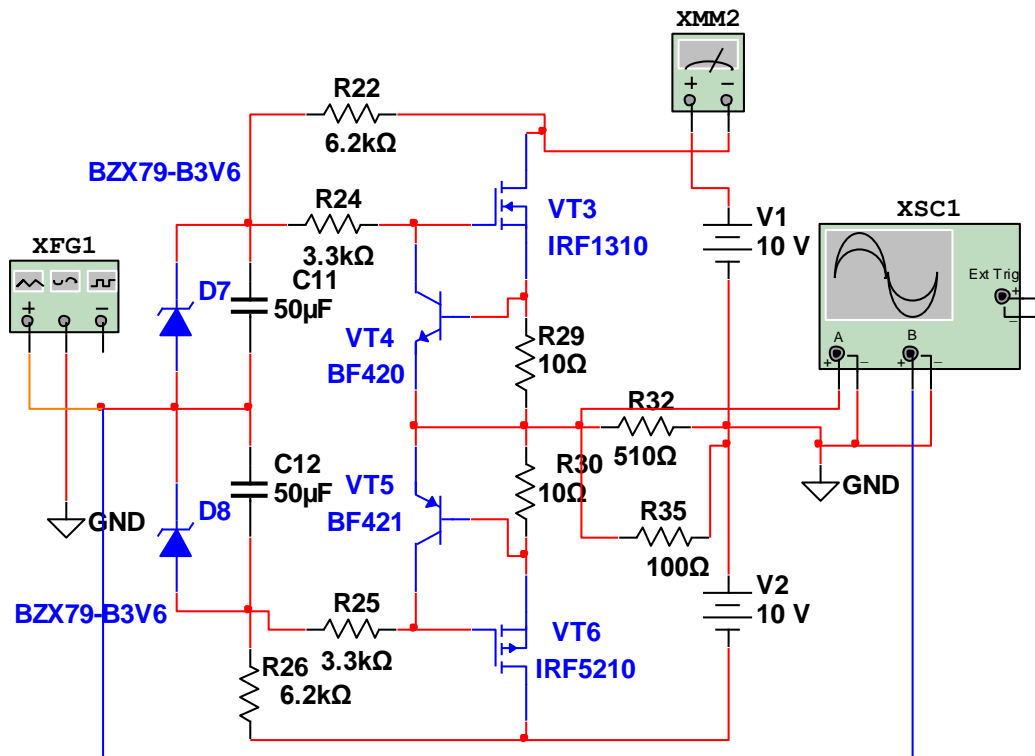 XMM2
R22
6.2kΩ
BZX79-B3V6
R24
3.3kΩ
VT3
IRF1310
V1
10 V
XSC1
Ext Trig
XFG1
D7
C11
50µF
VT4
BF420
R29
10Ω
A
B
R32
510Ω
C12
50µF
VT5
BF421
R30
10Ω
GND
GND
D8
R35
100Ω
BZX79-B3V6
R25
3.3kΩ
VT6
IRF5210
V2
10 V
R26
6.2kΩ